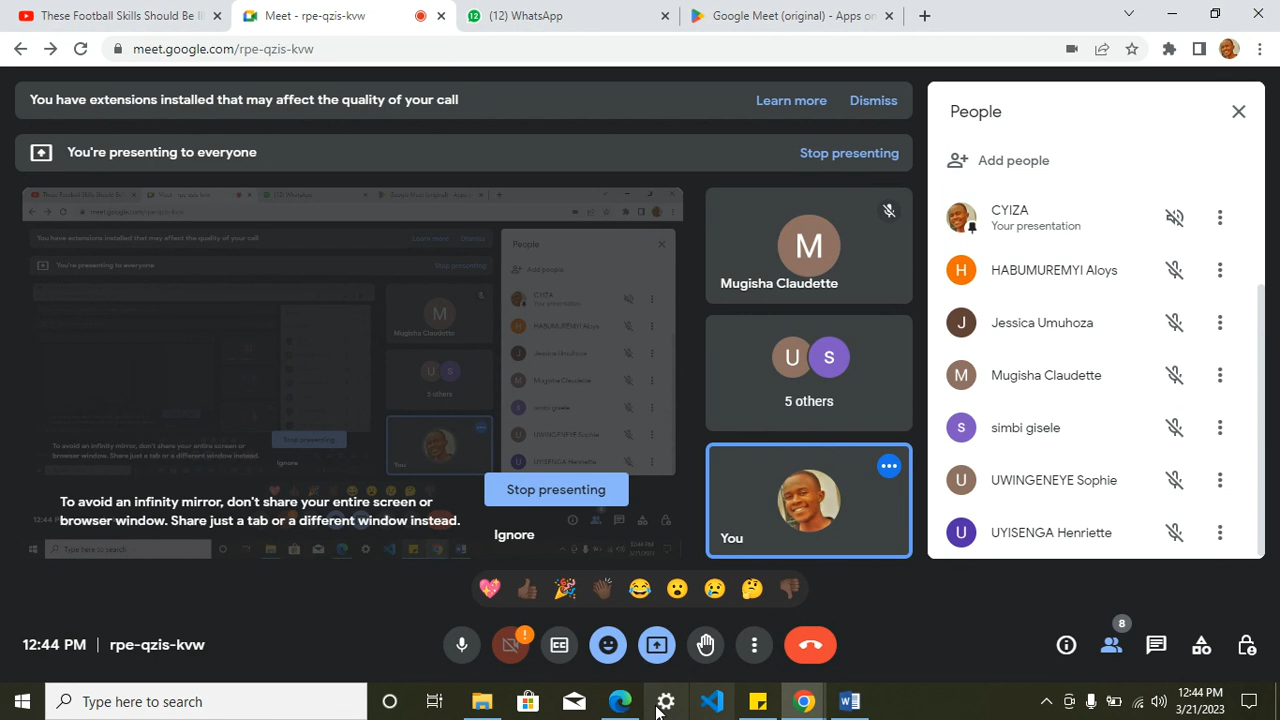 These Football Skills Should Be Il
Meet - rpe-qzis-kvw
(12) WhatsApp
Google Meet (original) - Apps on
meet.google.com/rpe-qzis-kvw
You have extensions installed that may affect the quality of your call
Learn more
Dismiss
You're presenting to everyone
Stop presenting
Mugisha Claudette
U S
5 others
You
To avoid an infinity mirror, don't share your entire screen or
browser window. Share just a tab or a different window instead.
Stop presenting
Ignore
People
Add people
CYIZA
Your presentation
H HABUMUREMYI Aloys
J Jessica Umuhoza
M Mugisha Claudette
S simbi gisele
U UWINGENEYE Sophie
U UYISENGA Henriette
12:44 PM | rpe-qzis-kvw
8
Type here to search
12:44 PM
3/21/2023